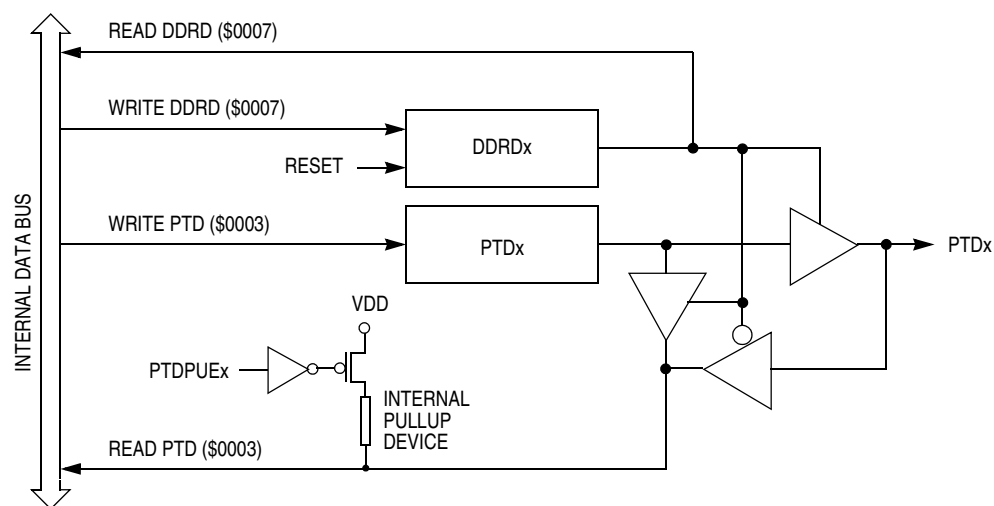 READ DDRD ($0007)
WRITE DDRD ($0007)
DDRDx
RESET
INTERNAL DATA BUS
WRITE PTD ($0003)
PTDx
PTDx
VDD
PTDPUEx
INTERNAL
PULLUP
DEVICE
READ PTD ($0003)